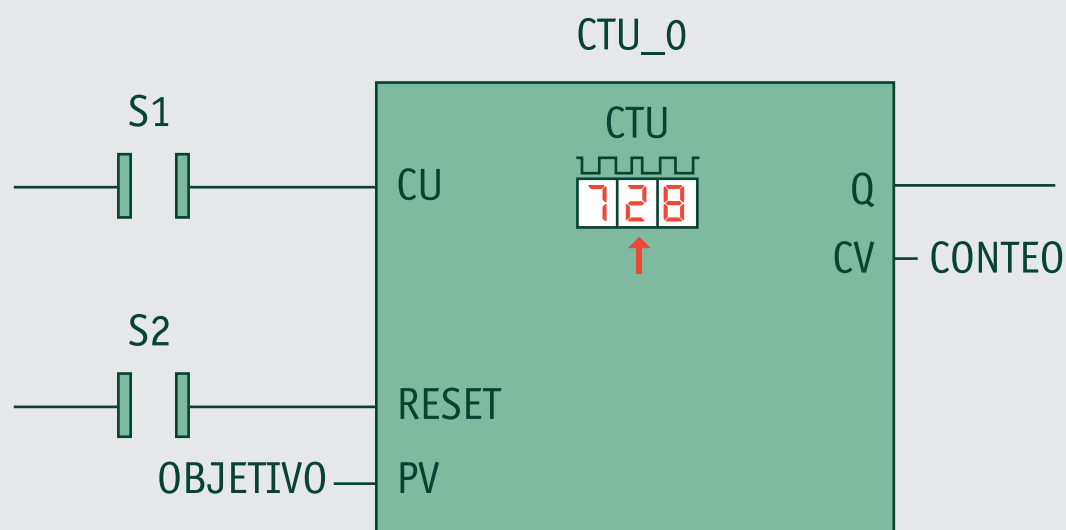 CTU_0
S1
CTU
CU
728
Q
CV
CONTEO
S2
RESET
OBJETIVO
PV